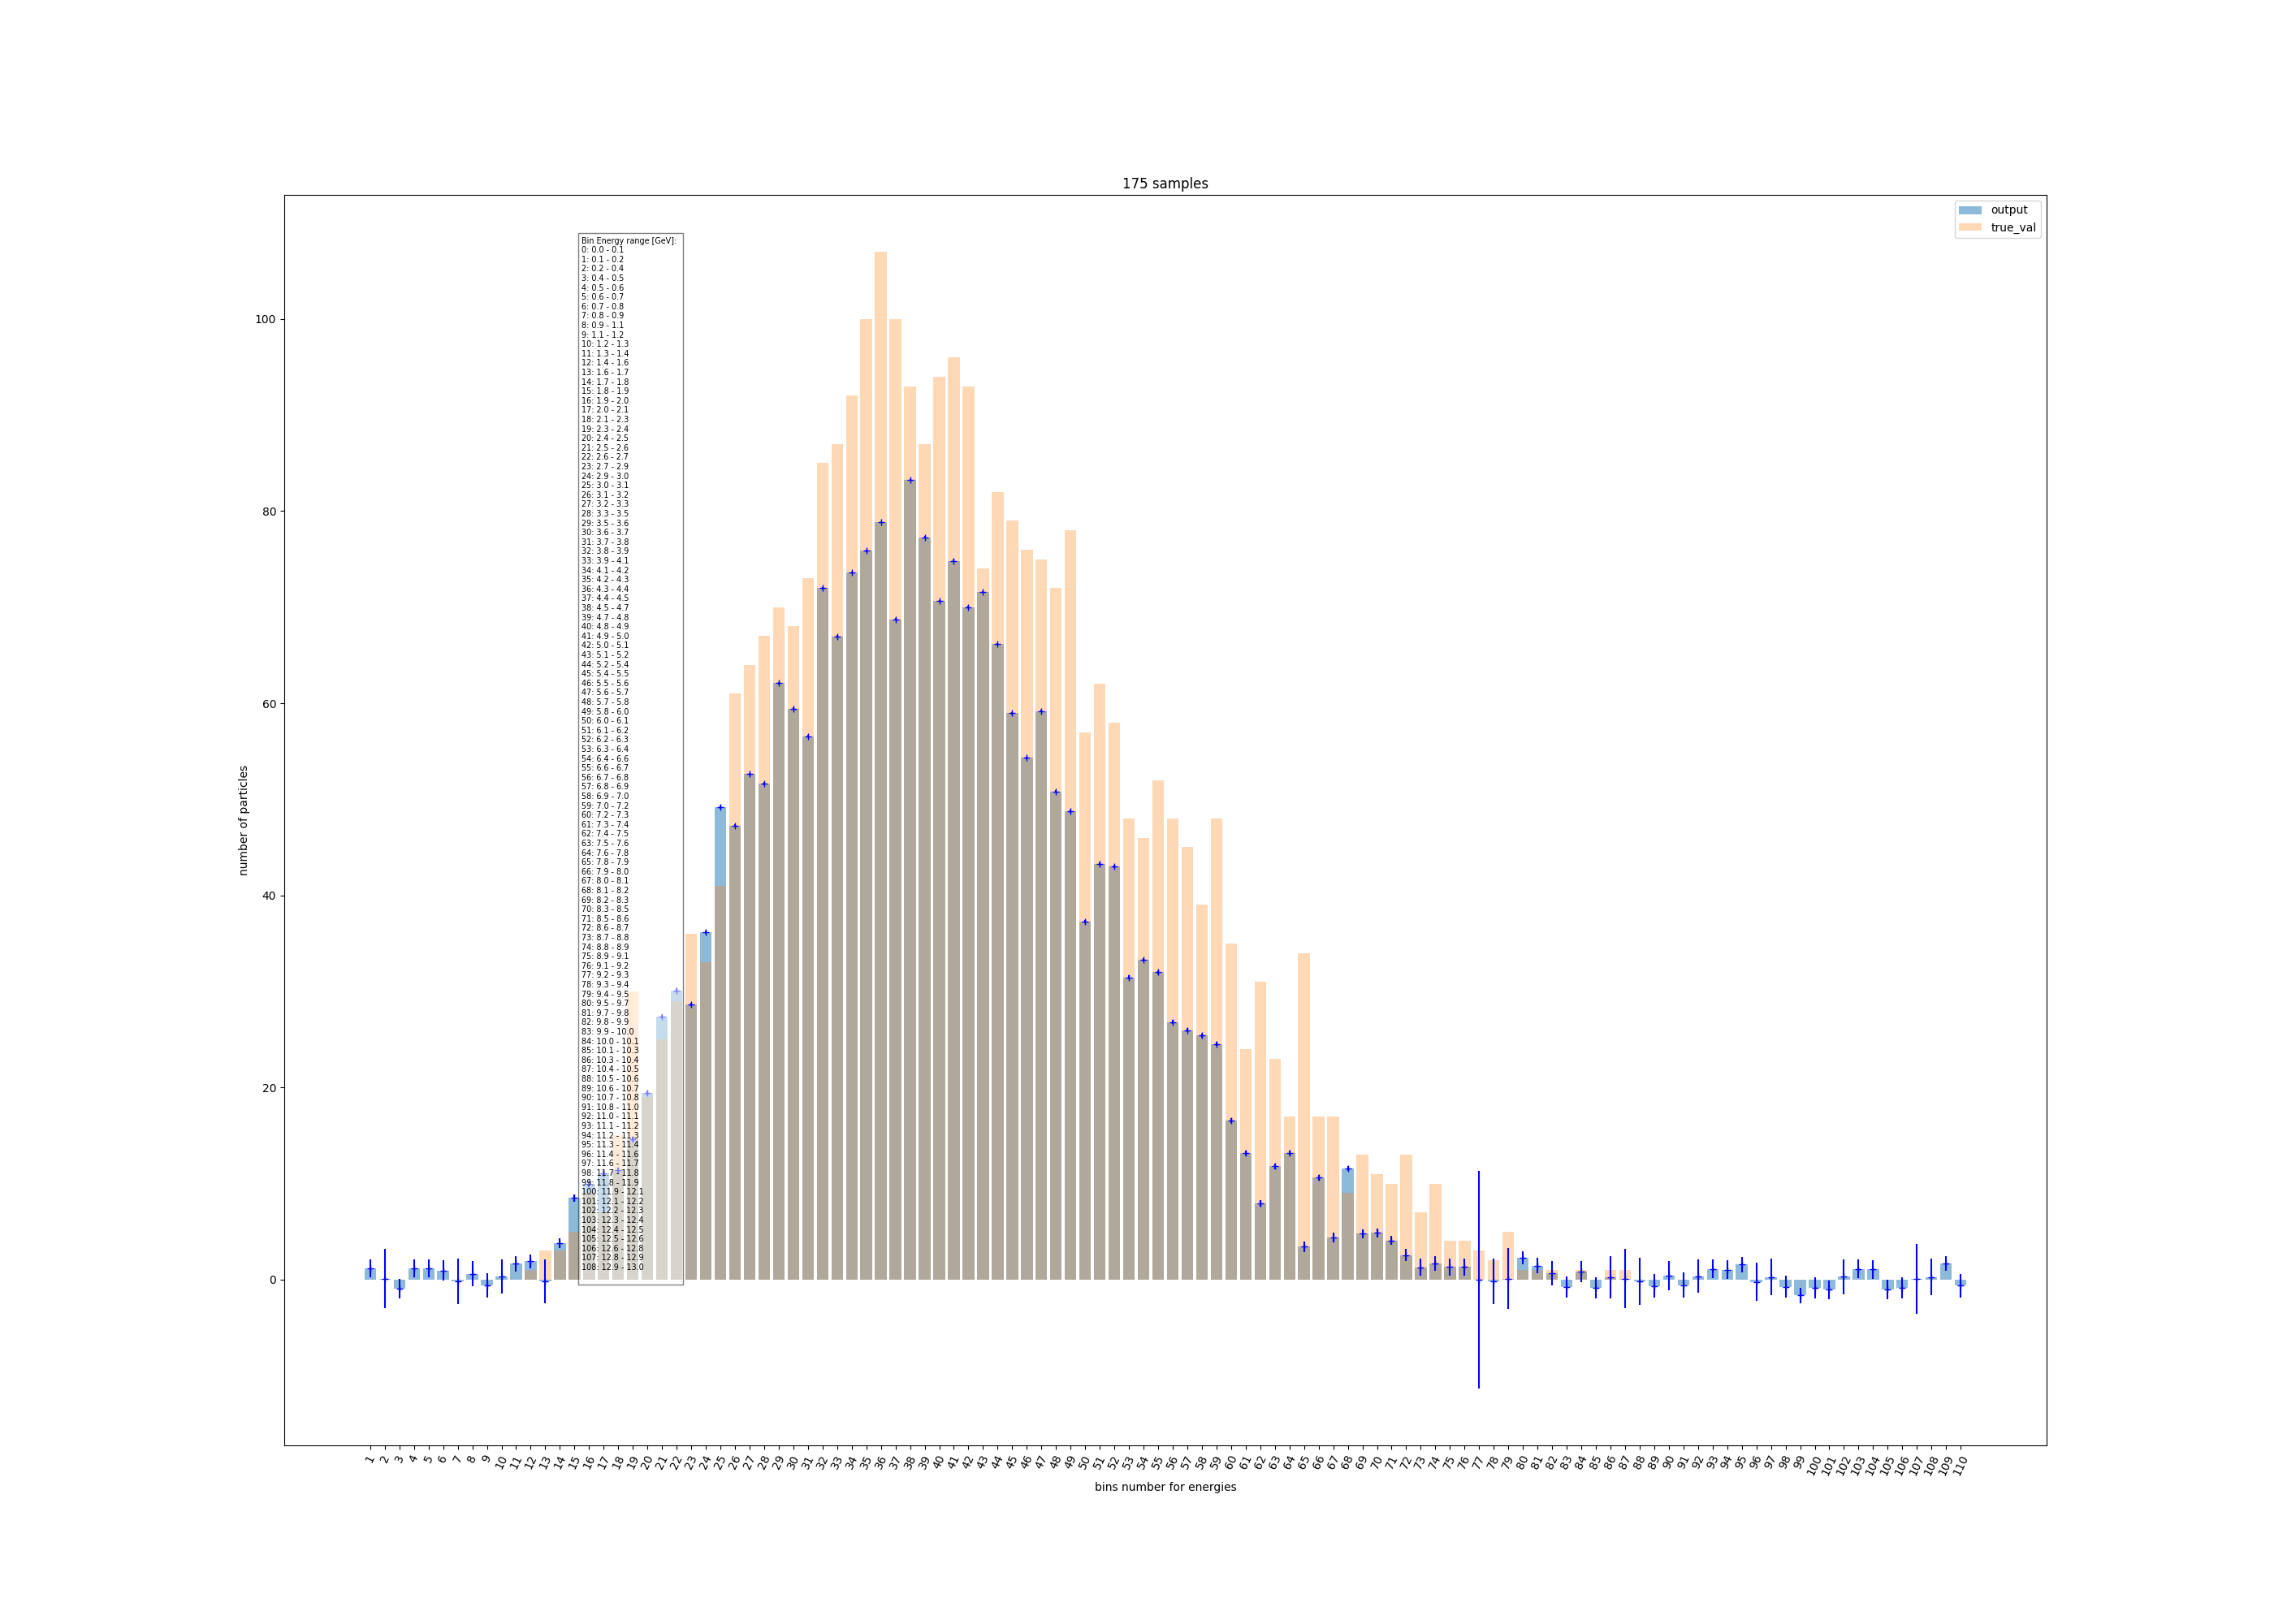 175 samples
output
true_val
Bin Energy range [GeV]:
0: 0.0 - 0.1
1: 0.1 - 0.2
2: 0.2 - 0.4
3: 0.4 - 0.5
4: 0.5 - 0.6
5: 0.6 - 0.7
6: 0.7 - 0.8
7: 0.8 - 0.9
8: 0.9 - 1.1
9: 1.1 - 1.2
10: 1.2 - 1.3
11: 1.3 - 1.4
12: 1.4 - 1.6
13: 1.6 - 1.7
14: 1.7 - 1.8
15: 1.8 - 1.9
16: 1.9 - 2.0
17: 2.0 - 2.1
18: 2.1 - 2.3
19: 2.3 - 2.4
20: 2.4 - 2.5
21: 2.5 - 2.6
22: 2.6 - 2.7
23: 2.7 - 2.9
24: 2.9 - 3.0
25: 3.0 - 3.1
26: 3.1 - 3.2
27: 3.2 - 3.3
28: 3.3 - 3.5
29: 3.5 - 3.6
30: 3.6 - 3.7
31: 3.7 - 3.8
32: 3.8 - 3.9
33: 3.9 - 4.1
34: 4.1 - 4.2
35: 4.2 - 4.3
36: 4.3 - 4.4
37: 4.4 - 4.5
38: 4.5 - 4.7
39: 4.7 - 4.8
40: 4.8 - 4.9
41: 4.9 - 5.0
42: 5.0 - 5.1
43: 5.1 - 5.2
44: 5.2 - 5.4
45: 5.4 - 5.5
46: 5.5 - 5.6
47: 5.6 - 5.7
48: 5.7 - 5.8
49: 5.8 - 6.0
50: 6.0 - 6.1
51: 6.1 - 6.2
52: 6.2 - 6.3
53: 6.3 - 6.4
54: 6.4 - 6.6
55: 6.6 - 6.7
56: 6.7 - 6.8
57: 6.8 - 6.9
58: 6.9 - 7.0
59: 7.0 - 7.2
60: 7.2 - 7.3
61: 7.3 - 7.4
62: 7.4 - 7.5
63: 7.5 - 7.6
64: 7.6 - 7.8
65: 7.8 - 7.9
66: 7.9 - 8.0
67: 8.0 - 8.1
68: 8.1 - 8.2
69: 8.2 - 8.3
70: 8.3 - 8.5
71: 8.5 - 8.6
72: 8.6 - 8.7
73: 8.7 - 8.8
74: 8.8 - 8.9
75: 8.9 - 9.1
76: 9.1 - 9.2
77: 9.2 - 9.3
78: 9.3 - 9.4
79: 9.4 - 9.5
80: 9.5 - 9.7
81: 9.7 - 9.8
82: 9.8 - 9.9
83: 9.9 - 10.0
84: 10.0 - 10.1
85: 10.1 - 10.3
86: 10.3 - 10.4
87: 10.4 - 10.5
88: 10.5 - 10.6
89: 10.6 - 10.7
90: 10.7 - 10.8
91: 10.8 - 11.0
92: 11.0 - 11.1
93: 11.1 - 11.2
94: 11.2 - 11.3
95: 11.3 - 11.4
96: 11.4 - 11.6
97: 11.6 - 11.7
98: 11.7 - 11.8
99: 11.8 - 11.9
100: 11.9 - 12.1
101: 12.1 - 12.2
102: 12.2 - 12.3
103: 12.3 - 12.4
104: 12.4 - 12.5
105: 12.5 - 12.6
106: 12.6 - 12.8
107: 12.8 - 12.9
108: 12.9 - 13.0
100
80
60
40
20
0
number of particles
1 2 3 4 5 6 7 8 9 10 11 12 13 14 15 16 17 18 19 20 21 22 23 24 25 26 27 28 29 30 31 32 33 34 35 36 37 38 39 40 41 42 43 44 45 46 47 48 49 50 51 52 53 54 55 56 57 58 59 60 61 62 63 64 65 66 67 68 69 70 71 72 73 74 75 76 77 78 79 80 81 82 83 84 85 86 87 88 89 90 91 92 93 94 95 96 97 98 99 100 101 102 103 104 105 106 107 108 109 110
bins number for energies